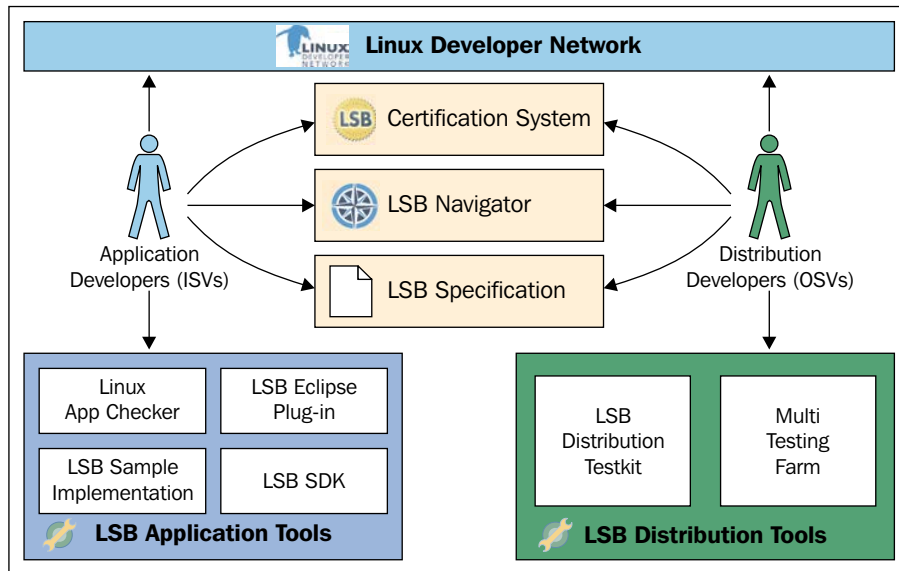 LINUX
DEVELOPER
NETWORK
Linux Developer Network
LSB
Certification System
LSB Navigator
LSB Specification
Application
Developers (ISVs)
Distribution
Developers (OSVs)
Linux
App Checker
LSB Eclipse
Plug-in
LSB Sample
Implementation
LSB SDK
LSB Application Tools
LSB
Distribution
Testkit
Multi
Testing
Farm
LSB Distribution Tools